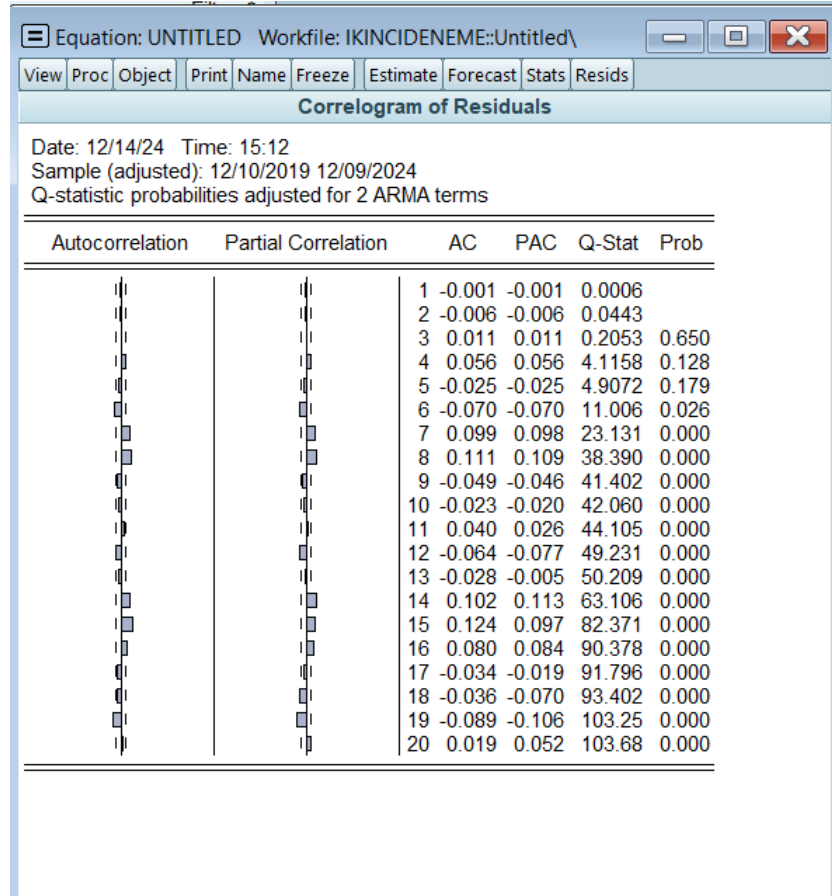 Equation: UNTITLED Workfile: IKINCIDENEME::Untitled\
View Proc Object Print Name Freeze Estimate Forecast Stats Resids
Correlogram of Residuals
Date: 12/14/24 Time: 15:12
Sample (adjusted): 12/10/2019 12/09/2024
Q-statistic probabilities adjusted for 2 ARMA terms
Autocorrelation Partial Correlation AC PAC Q-Stat Prob
1 -0.001 -0.001 0.0006
2 -0.006 -0.006 0.0443
3 0.011 0.011 0.2053 0.650
4 0.056 0.056 4.1158 0.128
5 -0.025 -0.025 4.9072 0.179
6 -0.070 -0.070 11.006 0.026
7 0.099 0.098 23.131 0.000
8 0.111 0.109 38.390 0.000
9 -0.049 -0.046 41.402 0.000
10 -0.023 -0.020 42.060 0.000
11 0.040 0.026 44.105 0.000
12 -0.064 -0.077 49.231 0.000
13 -0.028 -0.005 50.209 0.000
14 0.102 0.113 63.106 0.000
15 0.124 0.097 82.371 0.000
16 0.080 0.084 90.378 0.000
17 -0.034 -0.019 91.796 0.000
18 -0.036 -0.070 93.402 0.000
19 -0.089 -0.106 103.25 0.000
20 0.019 0.052 103.68 0.000